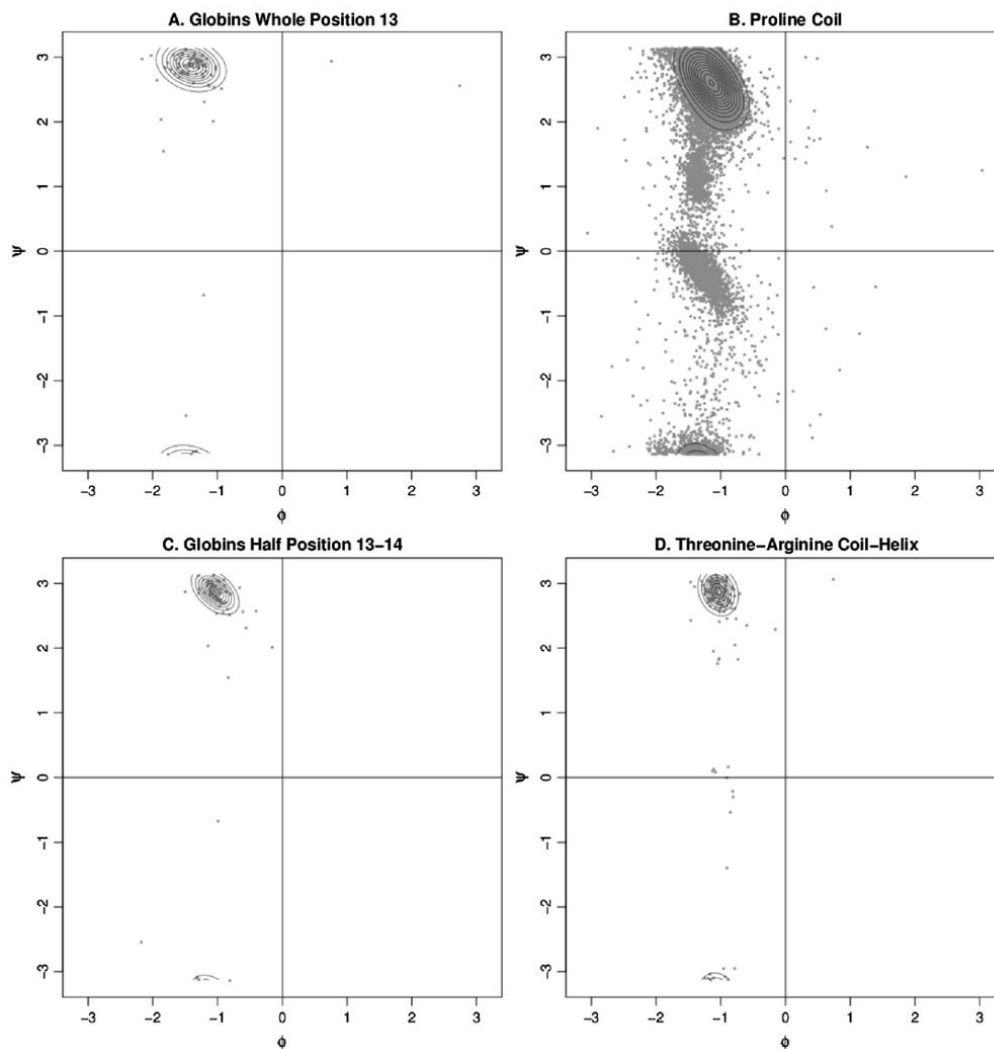 A. Globins Whole Position 13
3
2
1
0
−1
−2
−3
ψ
−3 −2 −1 0 1 2 3
ϕ
B. Proline Coil
3
2
1
0
−1
−2
−3
ψ
−3 −2 −1 0 1 2 3
ϕ
C. Globins Half Position 13−14
3
2
1
0
−1
−2
−3
ψ
−3 −2 −1 0 1 2 3
ϕ
D. Threonine−Arginine Coil−Helix
3
2
1
0
−1
−2
−3
ψ
−3 −2 −1 0 1 2 3
ϕ